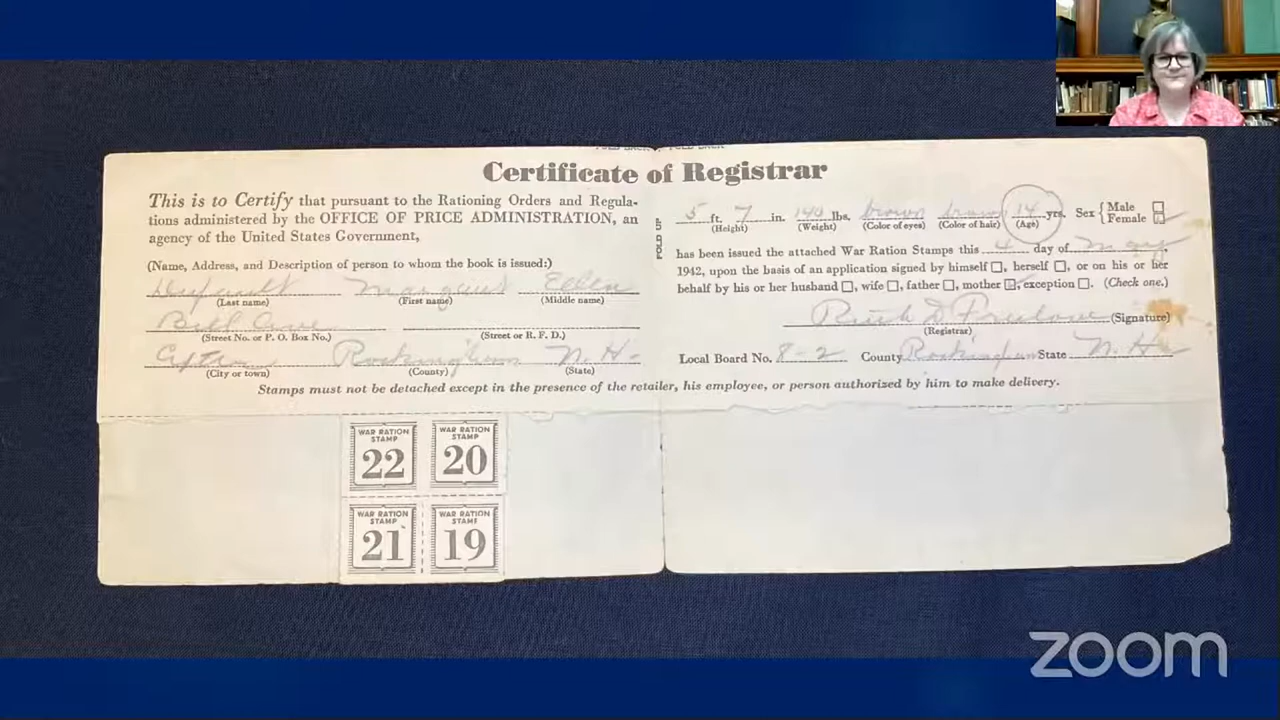 Certificate of Registrar
This is to Certify that pursuant to the Rationing Orders and Regula-
tions administered by the OFFICE OF PRICE ADMINISTRATION, an
agency of the United States Government,
(Name, Address, and Description of person to whom the book is issued:)
Margaret Ellen
(Last name) (First name) (Middle name)
(Street No. or P. O. Box No.) (Street or R. F. D.)
Rockingham N. H.
(City or town) (County) (State)
5 ft. 7 in. 140 lbs. brown brown 14 yrs. Sex { Male
Female
(Height) (Weight) (Color of eyes) (Color of hair) (Age)
has been issued the attached War Ration Stamps this 4 day of May
1942, upon the basis of an application signed by himself, herself, or on his or her
behalf by his or her husband, wife, father, mother, exception. (Check one.)
Ruth D (Signature)
(Registrar)
Local Board No. 8-2 County Rockingham State N. H.
Stamps must not be detached except in the presence of the retailer, his employee, or person authorized by him to make delivery.
WAR RATION
STAMP
22
WAR RATION
STAMP
20
WAR RATION
STAMP
21
WAR RATION
STAMP
19
zoom